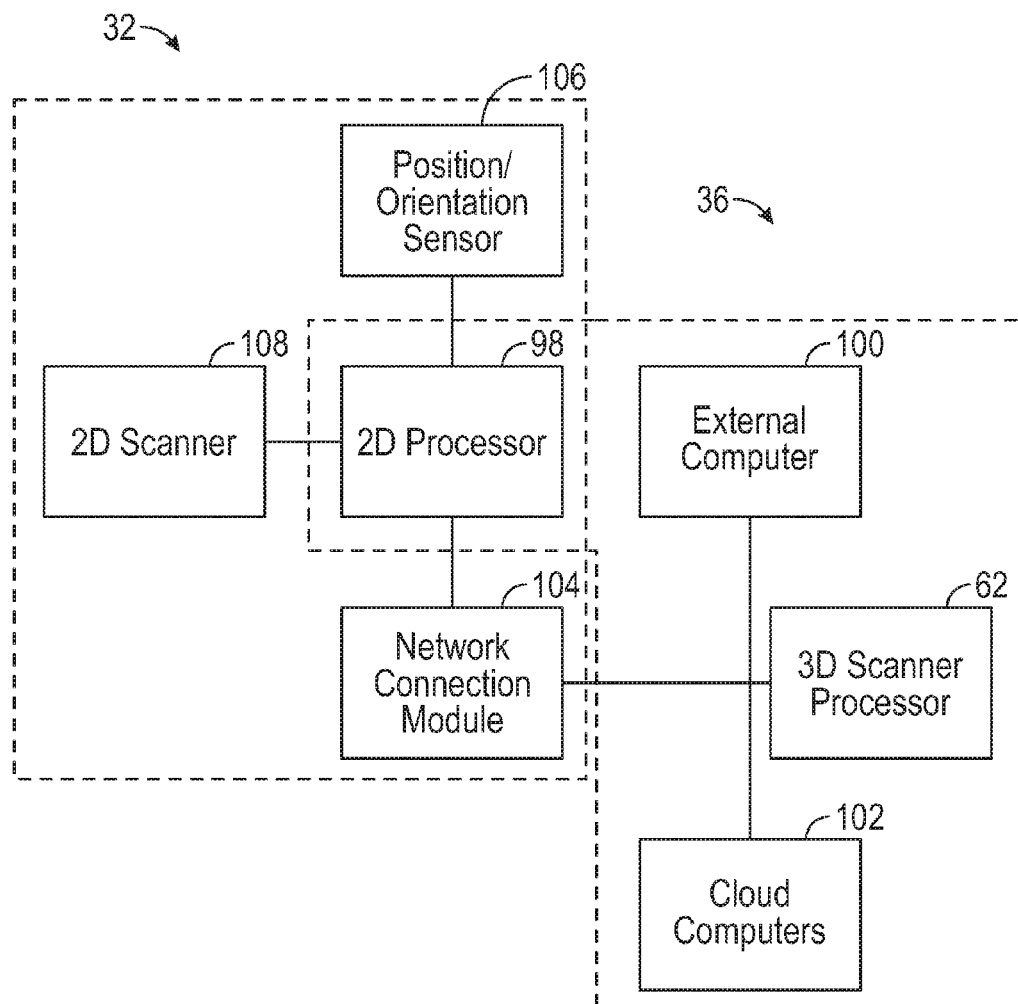 32
106
Position/
Orientation
Sensor
36
108
2D Scanner
98
2D Processor
100
External
Computer
104
Network
Connection
Module
62
3D Scanner
Processor
102
Cloud
Computers